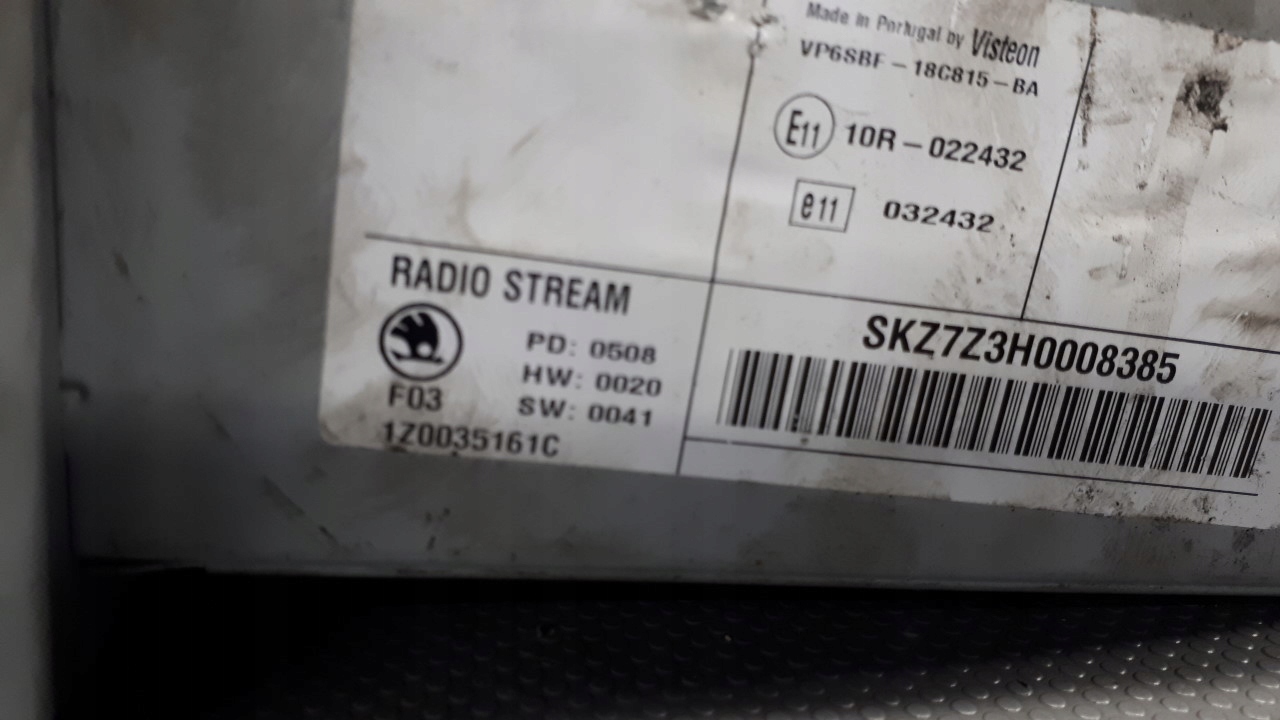 Made in Portugal by Visteon
VP6SBF-18C815-BA
E11 10R-022432
e11 032432
RADIO STREAM
PD: 0508
HW: 0020
F03
SW: 0041
1Z0035161C
SKZ7Z3H0008385